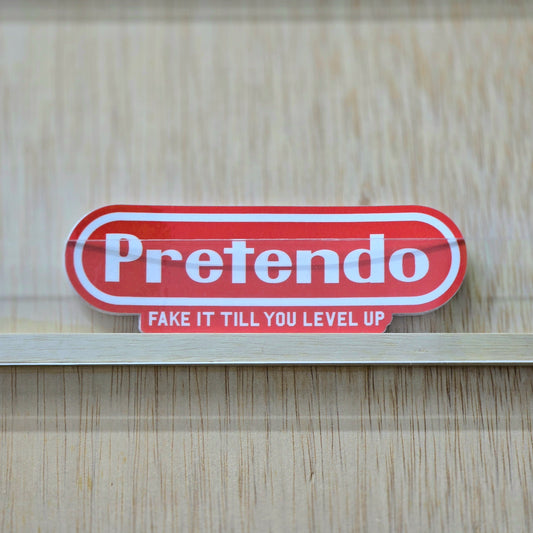 Pretendo
FAKE IT TILL YOU LEVEL UP